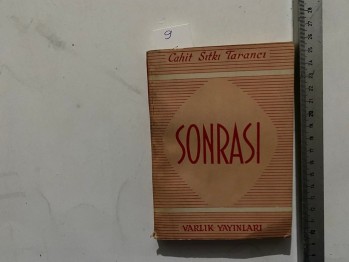 9
Cahit Sıtkı Tarancı
SONRASI
VARLIK YAYINLARI